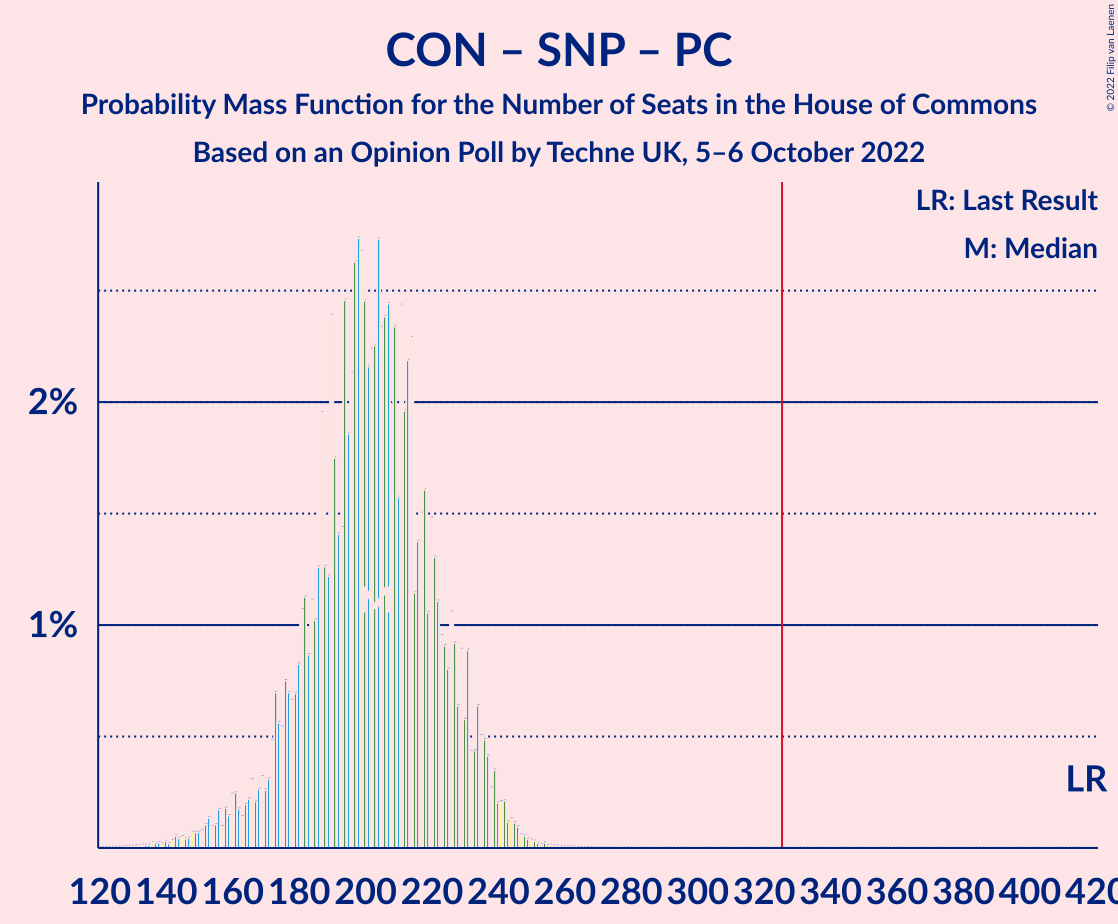 CON – SNP – PC
Probability Mass Function for the Number of Seats in the House of Commons
Based on an Opinion Poll by Techne UK, 5–6 October 2022
© 2022 Filip van Laenen
LR: Last Result
M: Median
2%
1%
LR
120 140 160 180 200 220 240 260 280 300 320 340 360 380 400 420